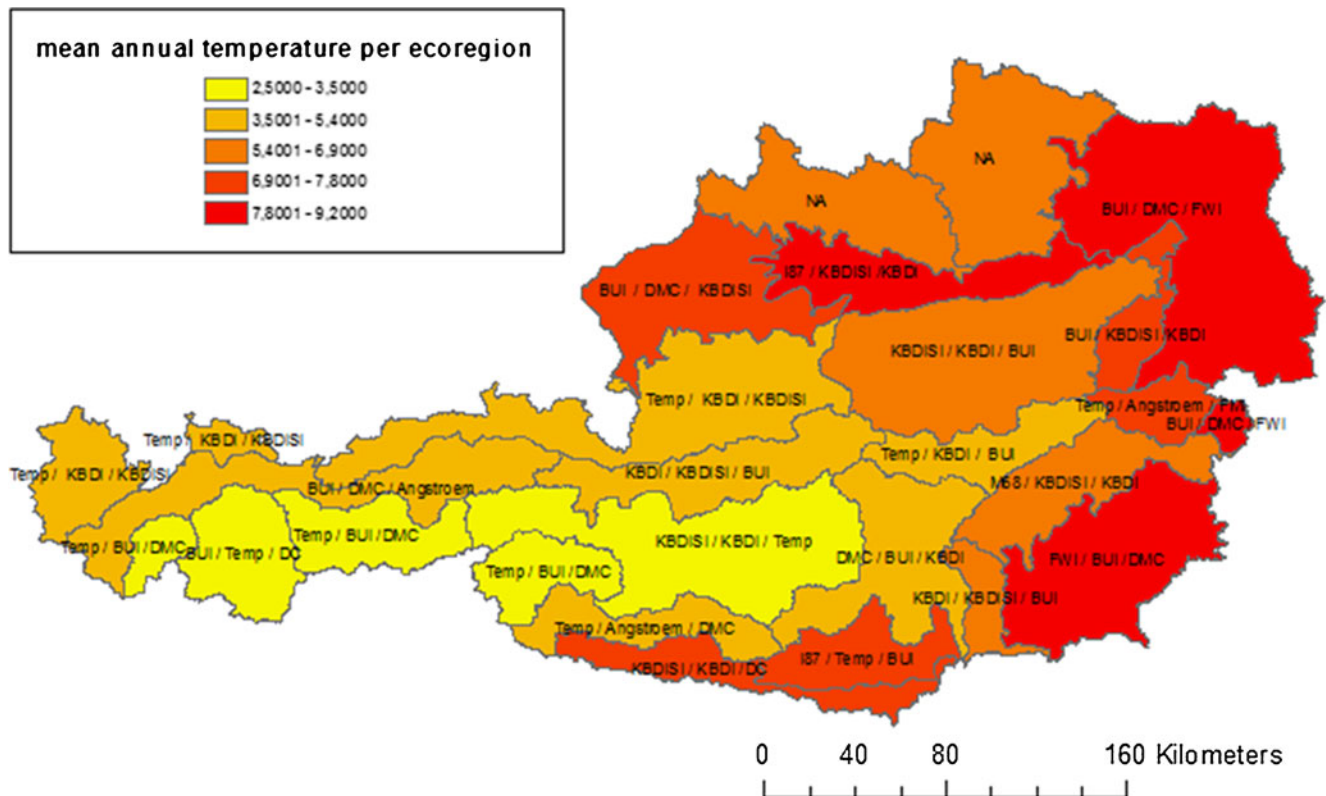 mean annual temperature per ecoregion
2,5000 - 3,5000
3,5001 - 5,4000
5,4001 - 6,9000
6,9001 - 7,8000
7,8001 - 9,2000
NA
NA
BUI / DMC / FWI
I87 / KBDISI /KBDI
BUI / DMC / KBDISI
BUI / KBDISI /KBDI
KBDISI / KBDI / BUI
Temp / KBDI / KBDISI
Temp / Angstroem / FWI
BUI / DMC / FWI
Temp / KBDI / KBDISI
Temp / KBDI / BUI
Temp / KBDI / KBDISI
KBDI / KBDISI / BUI
BUI / DMC / Angstroem
M68 / KBDISI / KBDI
Temp / BUI / DMC
KBDISI / KBDI / Temp
Temp / BUI / DMC
BUI / Temp / DC
DMC / BUI / KBDI
FWI / BUI / DMC
Temp / BUI / DMC
KBDI / KBDISI / BUI
Temp / Angstroem / DMC
I87 / Temp / BUI
KBDISI / KBDI / DC
0 40 80 160 Kilometers